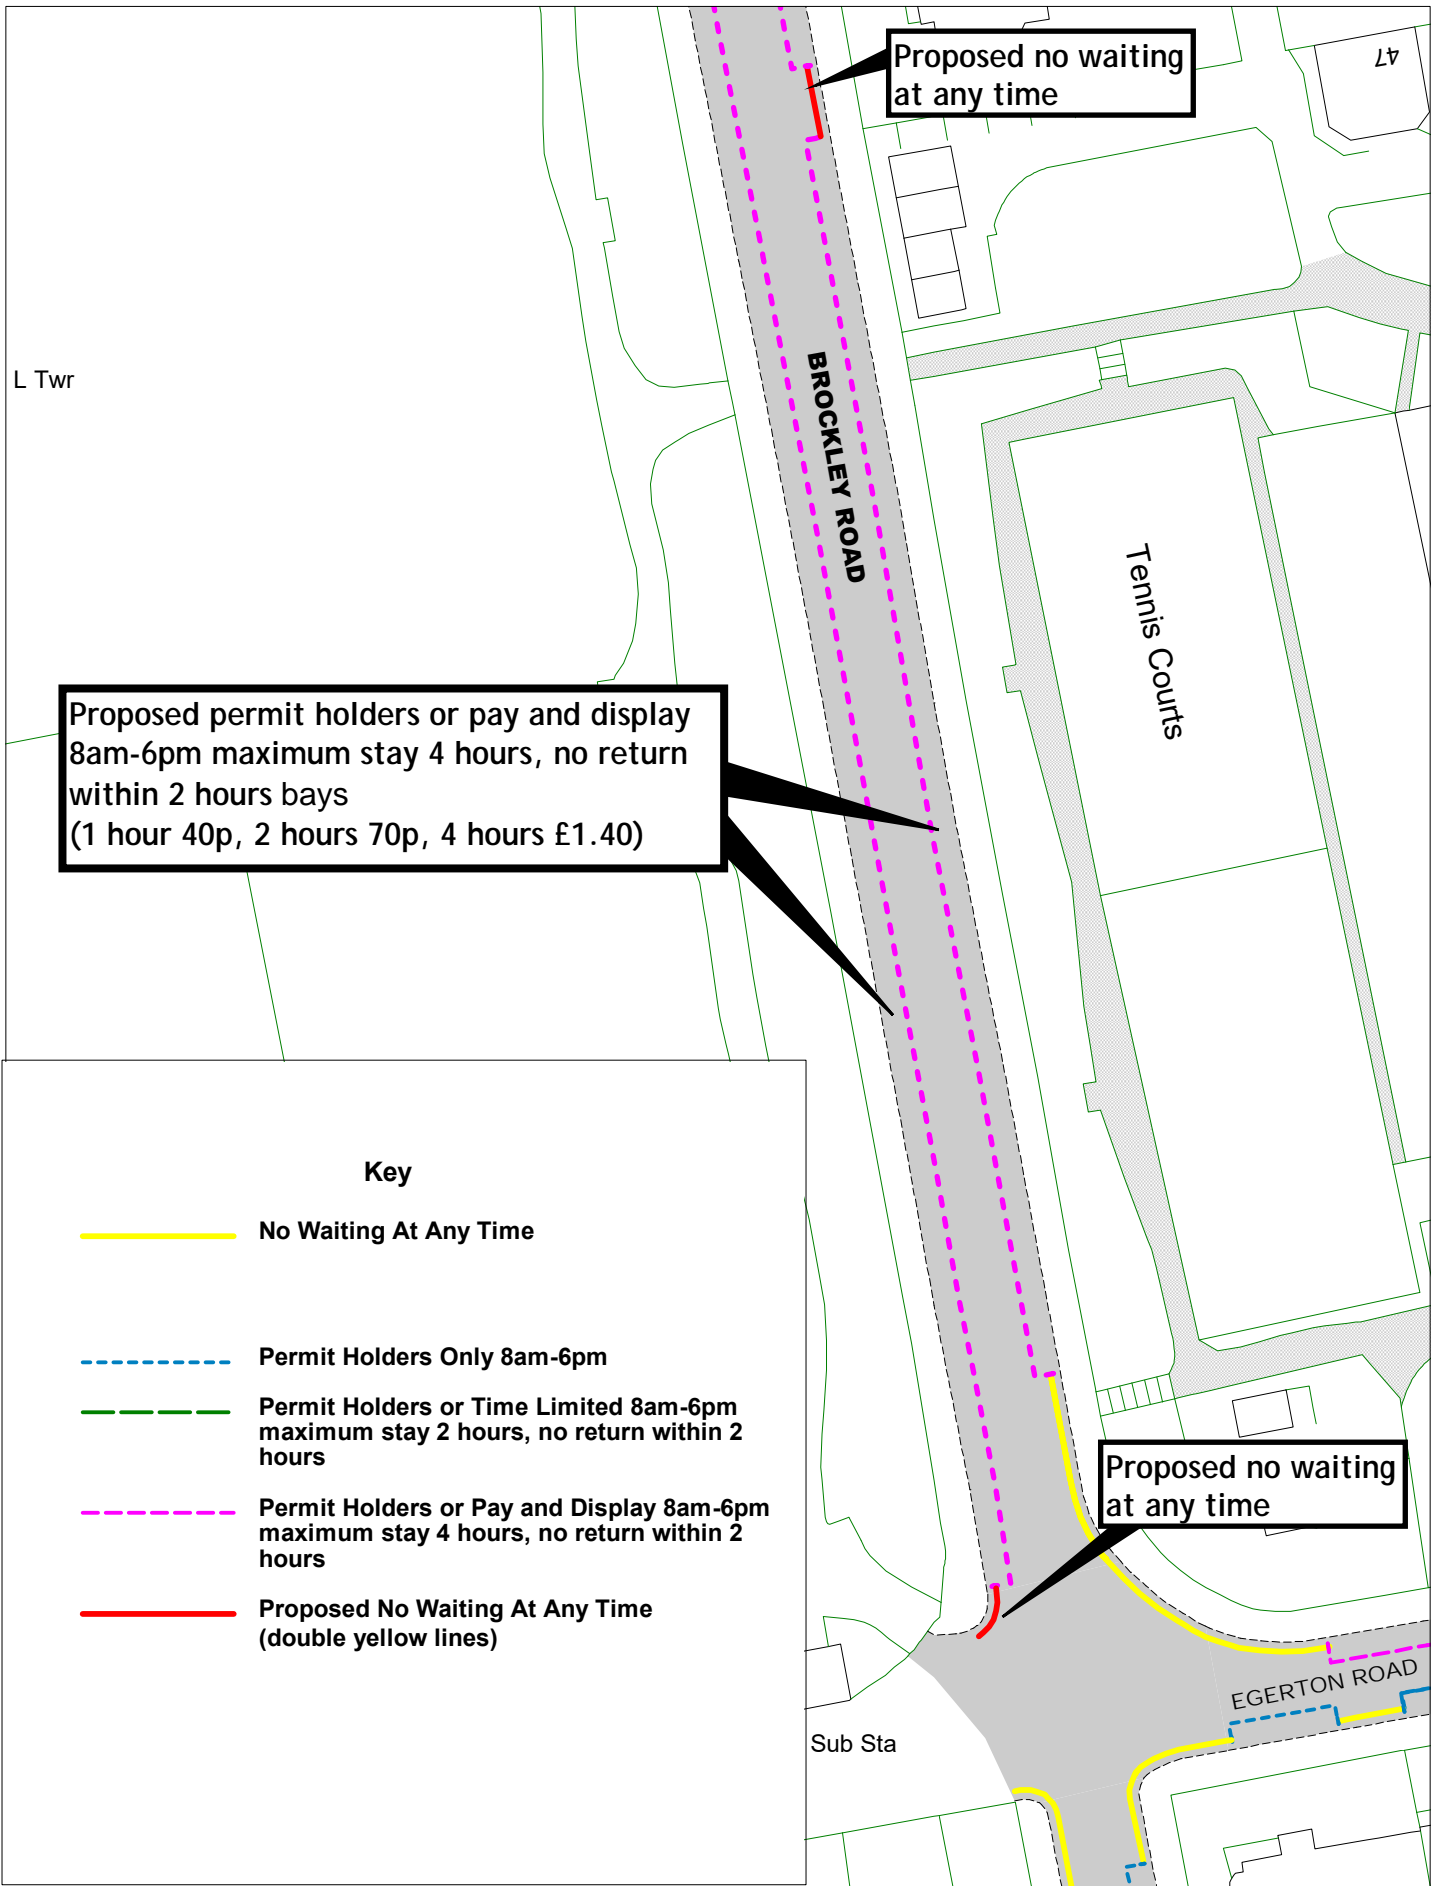 Proposed no waiting
at any time
47
L Twr
BROCKLEY ROAD
Tennis Courts
Proposed permit holders or pay and display
8am-6pm maximum stay 4 hours, no return
within 2 hours bays
(1 hour 40p, 2 hours 70p, 4 hours £1.40)
Key
No Waiting At Any Time
Permit Holders Only 8am-6pm
Permit Holders or Time Limited 8am-6pm
maximum stay 2 hours, no return within 2
hours
Permit Holders or Pay and Display 8am-6pm
maximum stay 4 hours, no return within 2
hours
Proposed No Waiting At Any Time
(double yellow lines)
Proposed no waiting
at any time
EGERTON ROAD
Sub Sta